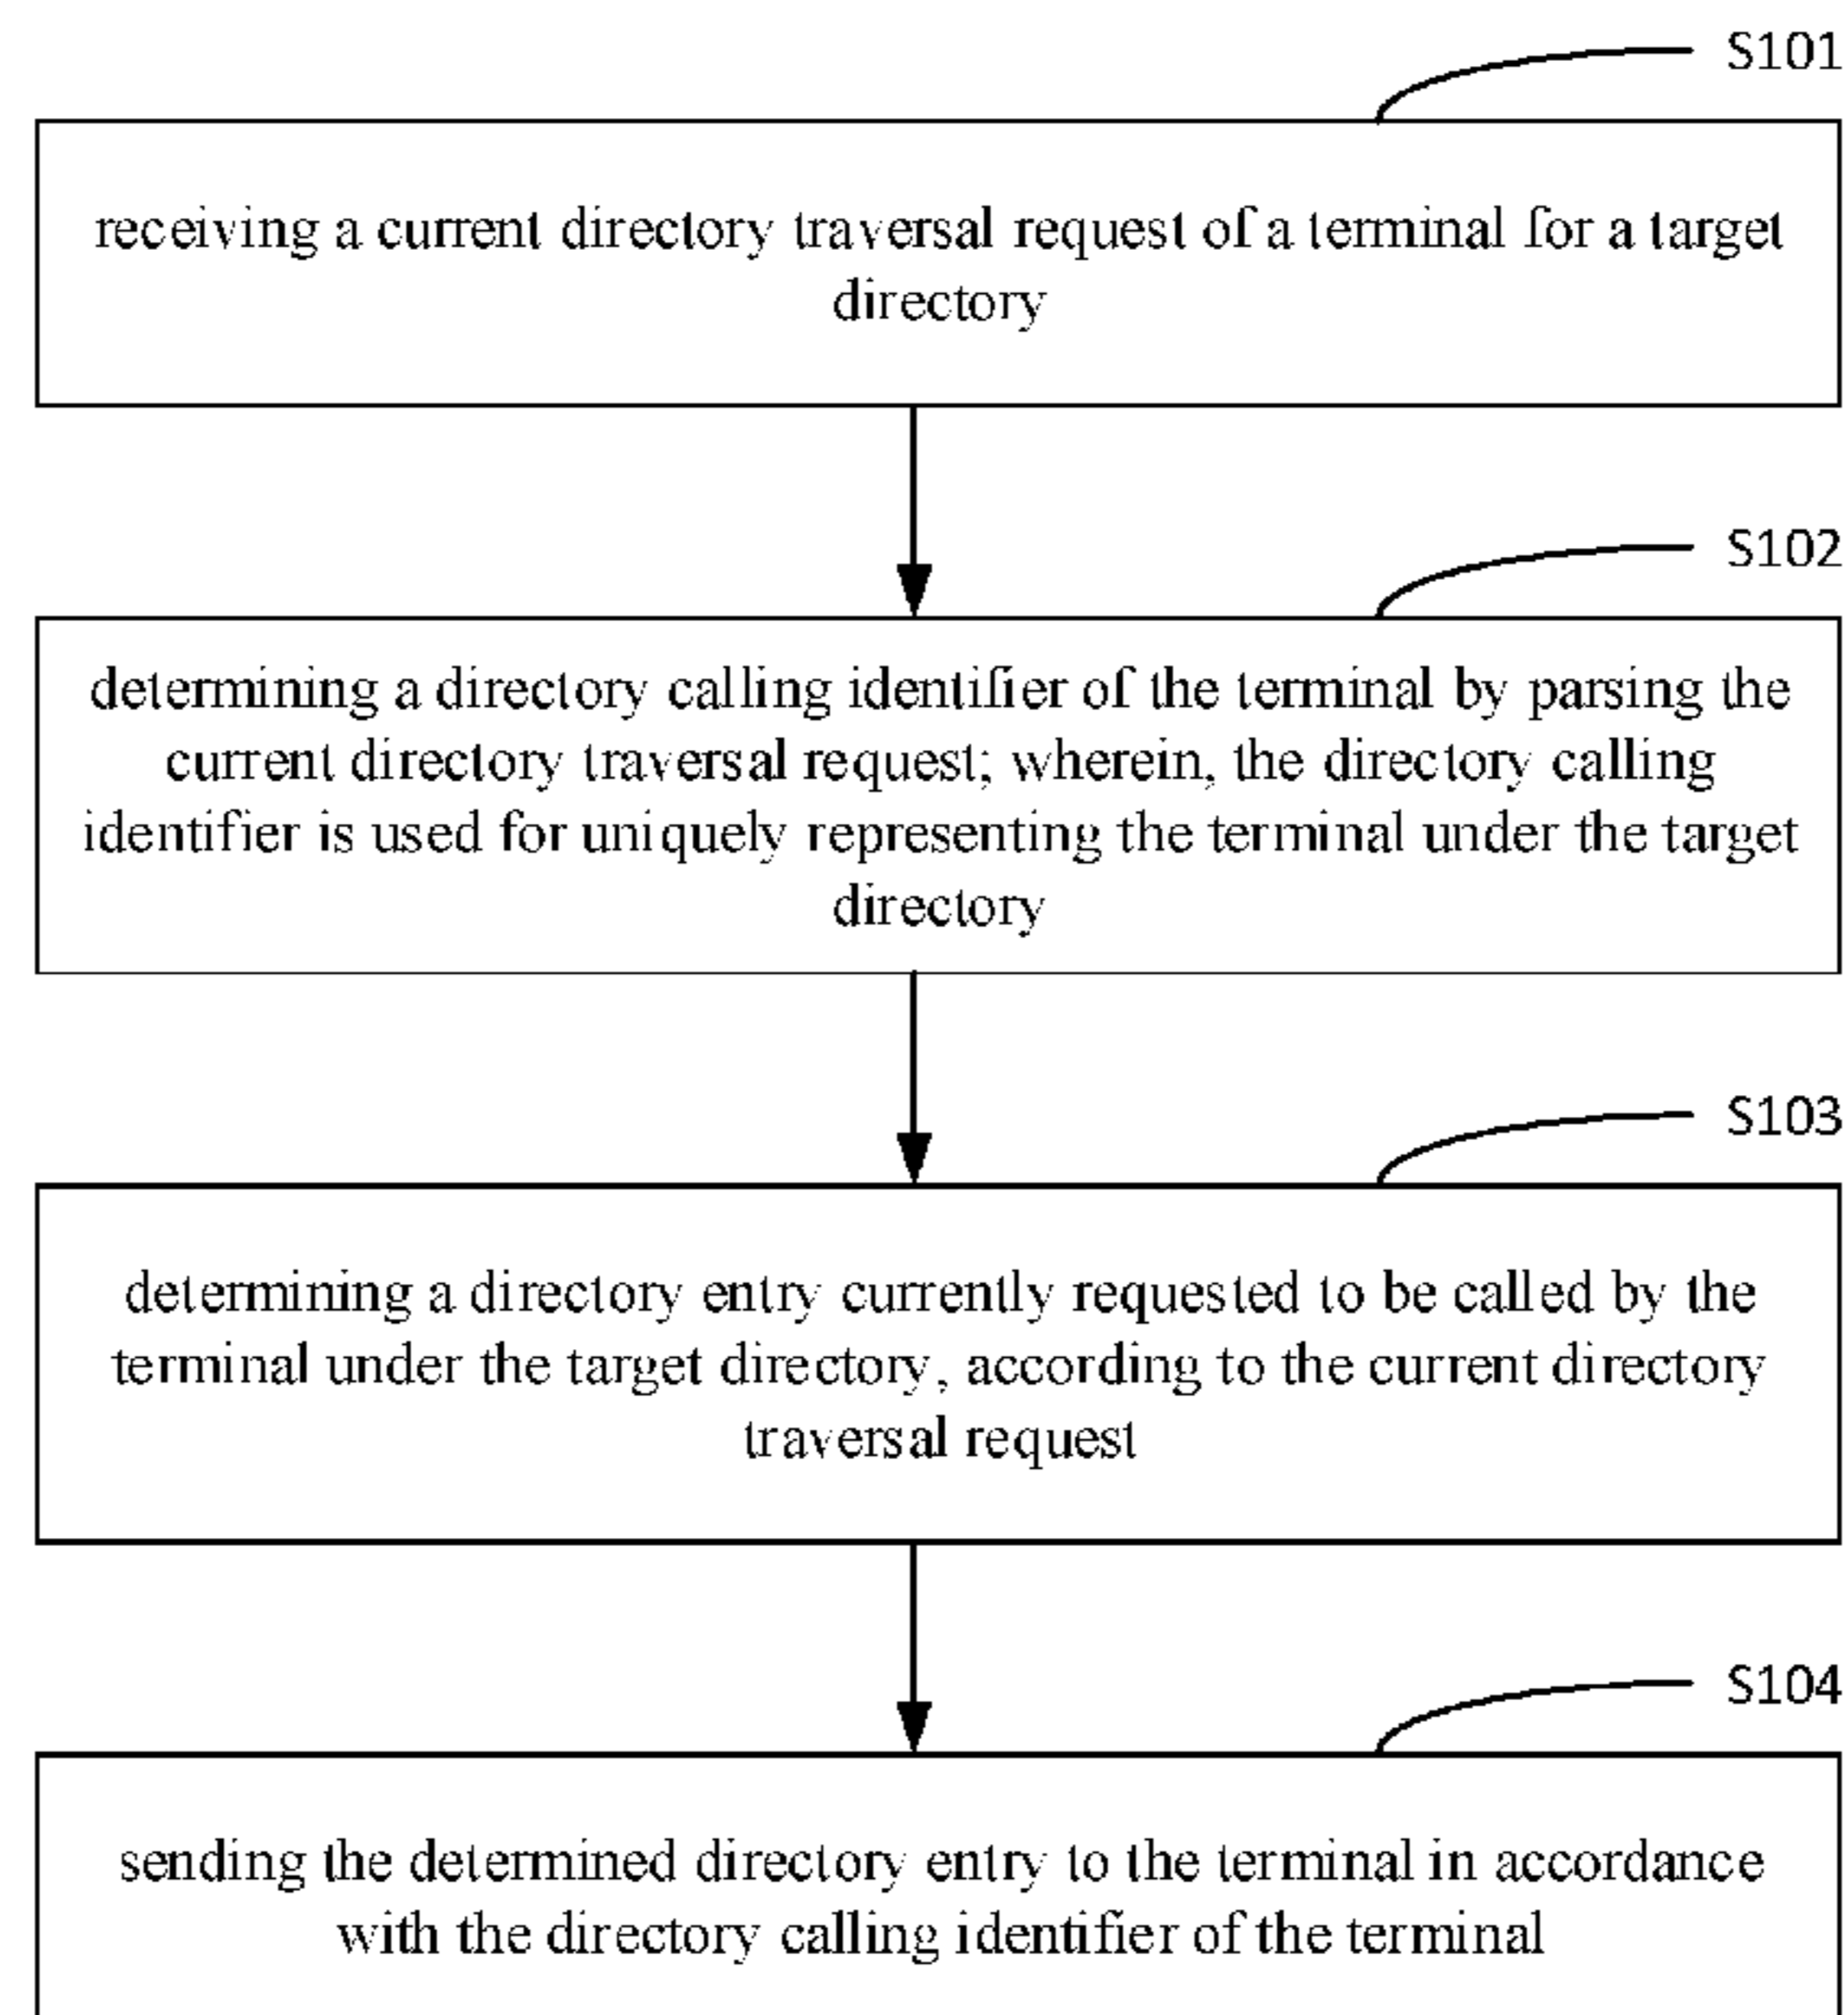 S101
receiving a current directory traversal request of a terminal for a target
directory
S102
determining a directory calling identifier of the terminal by parsing the
current directory traversal request; wherein, the directory calling
identifier is used for uniquely representing the terminal under the target
directory
S103
determining a directory entry currently requested to be called by the
terminal under the target directory, according to the current directory
traversal request
S104
sending the determined directory entry to the terminal in accordance
with the directory calling identifier of the terminal